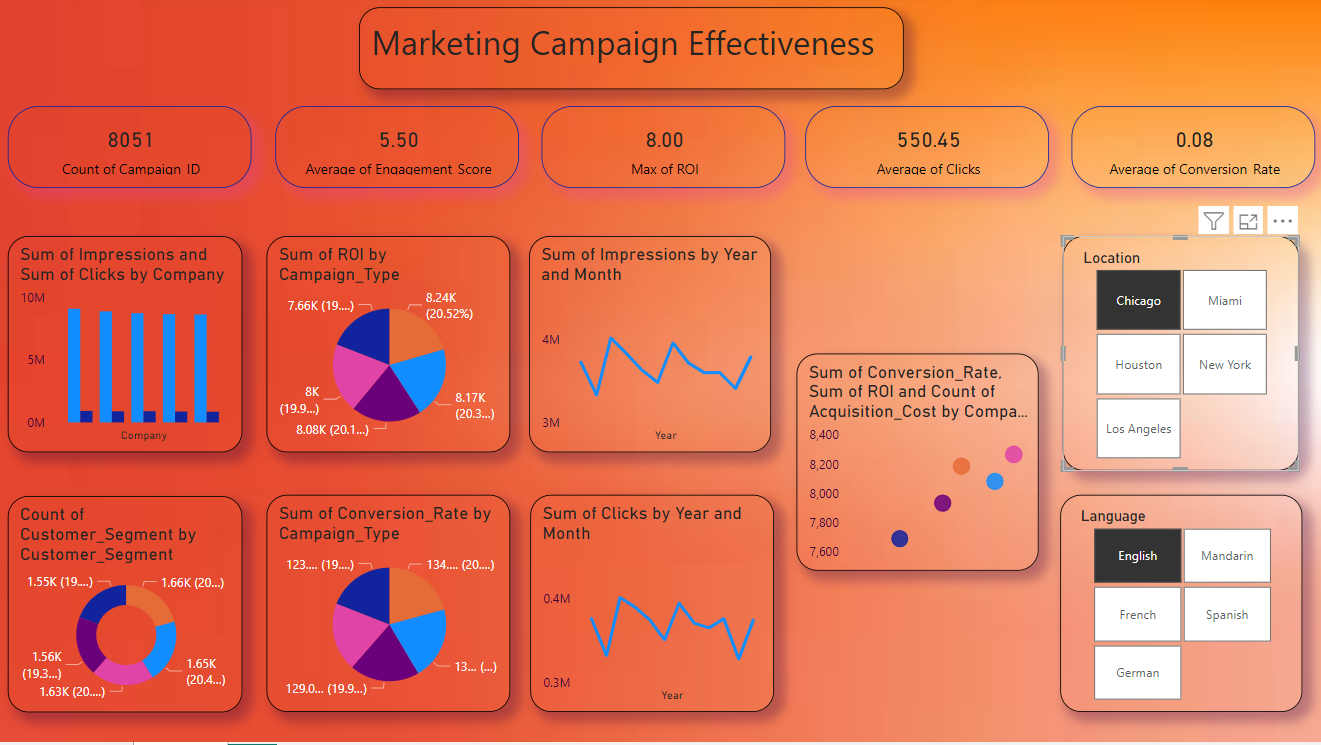 Marketing Campaign Effectiveness
8051
Count of Campaign_ID
5.50
Average of Engagement Score
8.00
Max of ROI
550.45
Average of Clicks
0.08
Average of Conversion Rate
Sum of Impressions and
Sum of Clicks by Company
10M
5M
0M
Company
Sum of ROI by
Campaign_Type
7.66K (19....)
8.24K
(20.52%)
8K
(19.9...)
8.17K
(20.3...)
8.08K (20.1...)
Sum of Impressions by Year
and Month
4M
3M
Year
Sum of Conversion_Rate,
Sum of ROI and Count of
Acquisition_Cost by Compa...
8,400
8,200
8,000
7,800
7,600
Location
Chicago
Miami
Houston
New York
Los Angeles
Count of
Customer_Segment by
Customer_Segment
1.55K (19....)
1.66K (20...)
1.56K
(19.3...)
1.65K
(20.4...)
1.63K (20....)
Sum of Conversion_Rate by
Campaign_Type
123.... (19....)
134.... (20....)
13... (...)
129.0... (19.9...)
Sum of Clicks by Year and
Month
0.4M
0.3M
Year
Language
English
Mandarin
French
Spanish
German